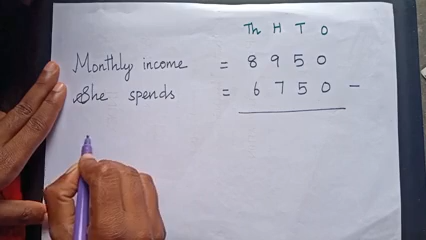 Th H T O
Monthly income = 8 9 5 0
She spends = 6 7 5 0 -